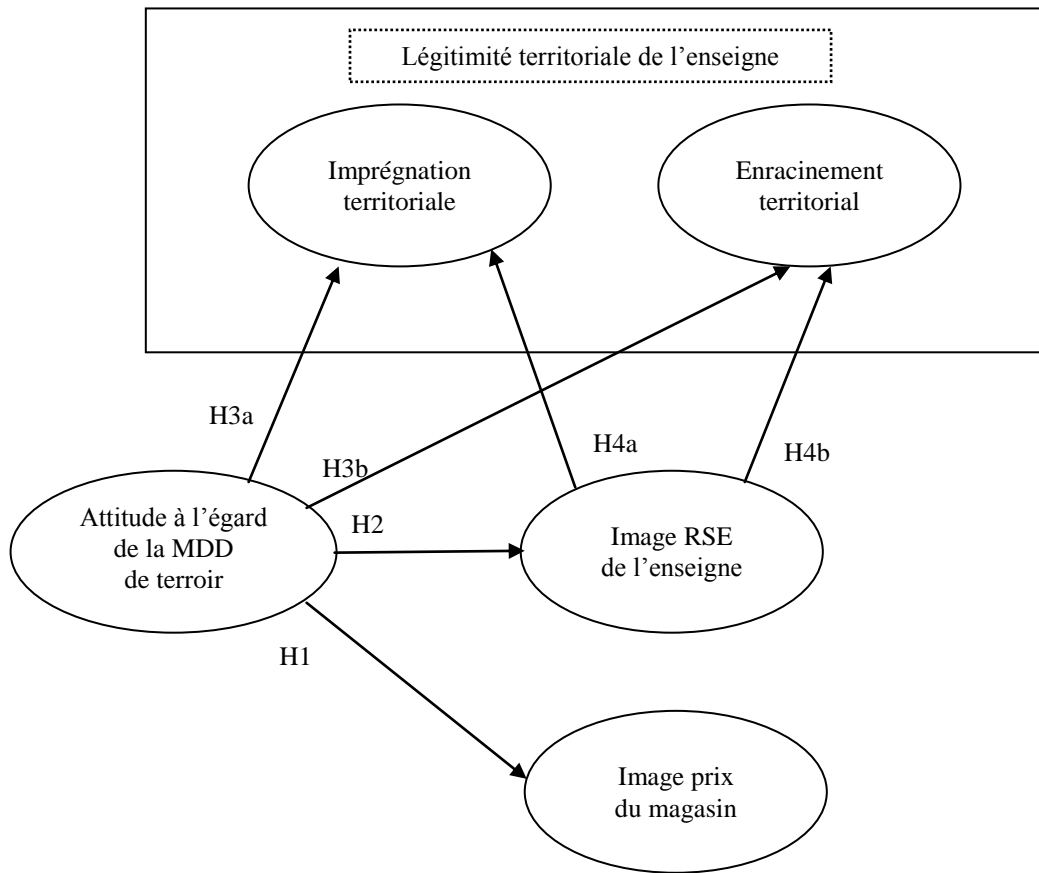 Légitimité territoriale de l’enseigne
Imprégnation
territoriale
Enracinement
territorial
H3a
H3b
H4a
H4b
Attitude à l’égard
de la MDD
de terroir
H2
Image RSE
de l’enseigne
H1
Image prix
du magasin